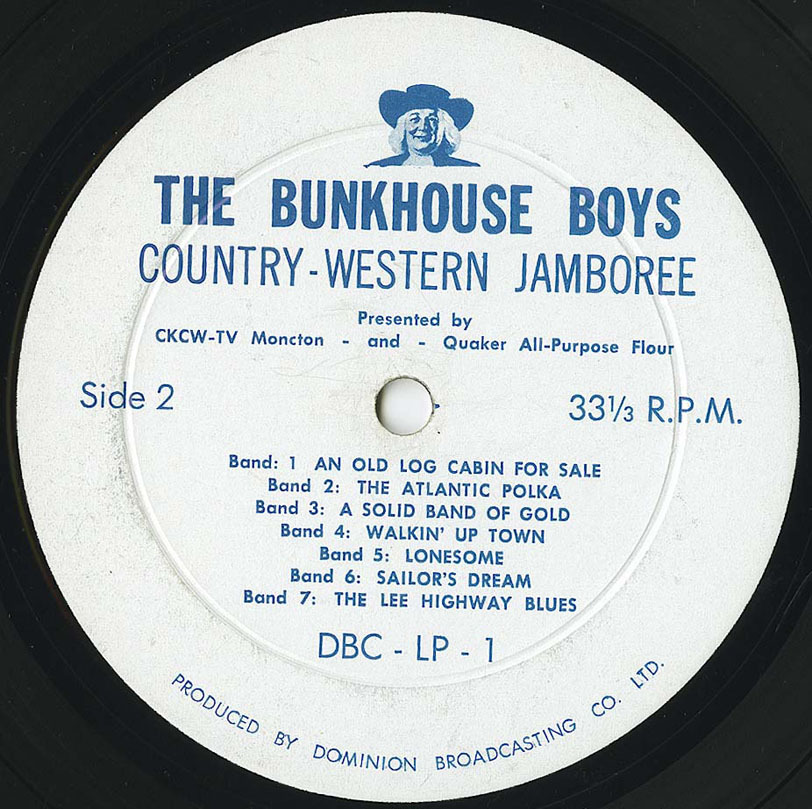 THE BUNKHOUSE BOYS
COUNTRY-WESTERN JAMBOREE
Presented by
CKCW-TV Moncton - and - Quaker All-Purpose Flour
Side 2
33⅓ R.P.M.
Band: 1 AN OLD LOG CABIN FOR SALE
Band 2: THE ATLANTIC POLKA
Band 3: A SOLID BAND OF GOLD
Band 4: WALKIN' UP TOWN
Band 5: LONESOME
Band 6: SAILOR'S DREAM
Band 7: THE LEE HIGHWAY BLUES
DBC - LP - 1
PRODUCED BY DOMINION BROADCASTING CO. LTD.